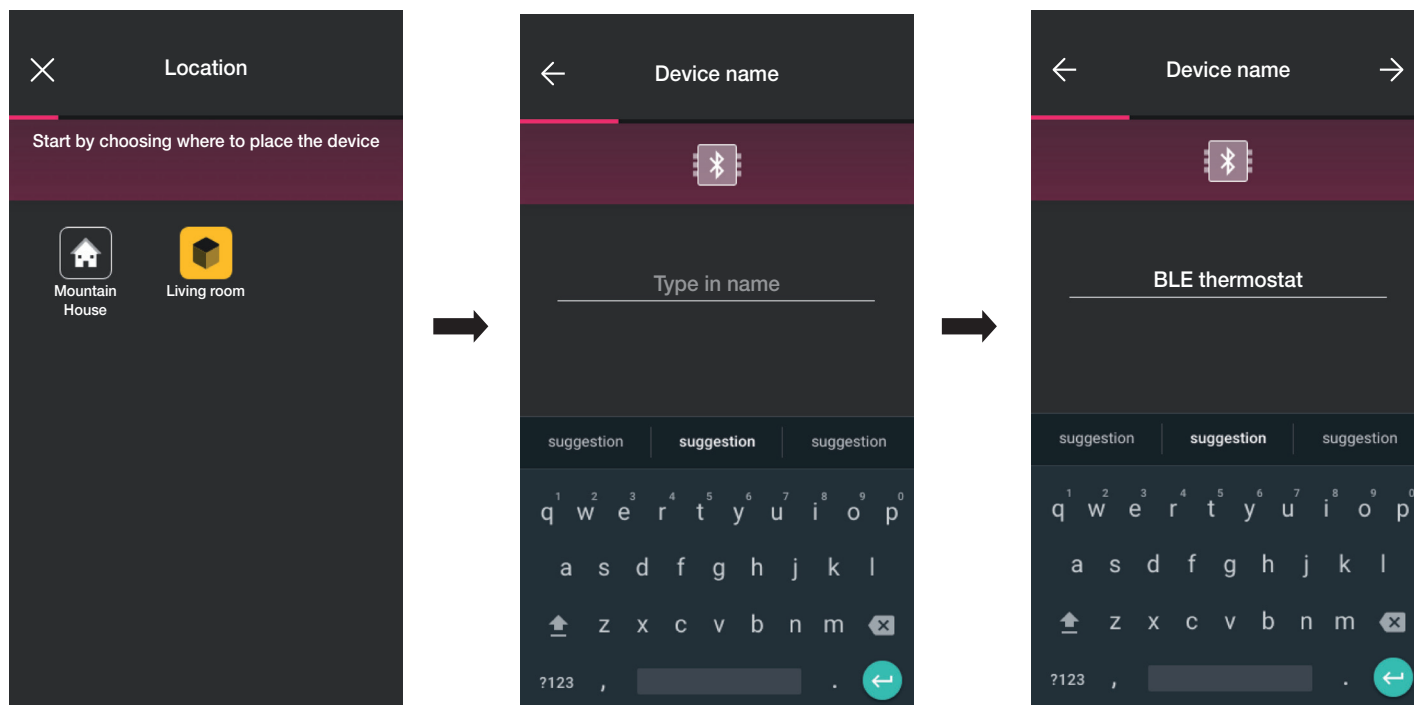 Location
Start by choosing where to place the device
Mountain
House
Living room
Device name
Type in name
suggestion suggestion suggestion
1 2 3 4 5 6 7 8 9 0
q w e r t y u i o p
a s d f g h j k l
z x c v b n m
?123 , .
Device name
BLE thermostat
suggestion suggestion suggestion
1 2 3 4 5 6 7 8 9 0
q w e r t y u i o p
a s d f g h j k l
z x c v b n m
?123 , .